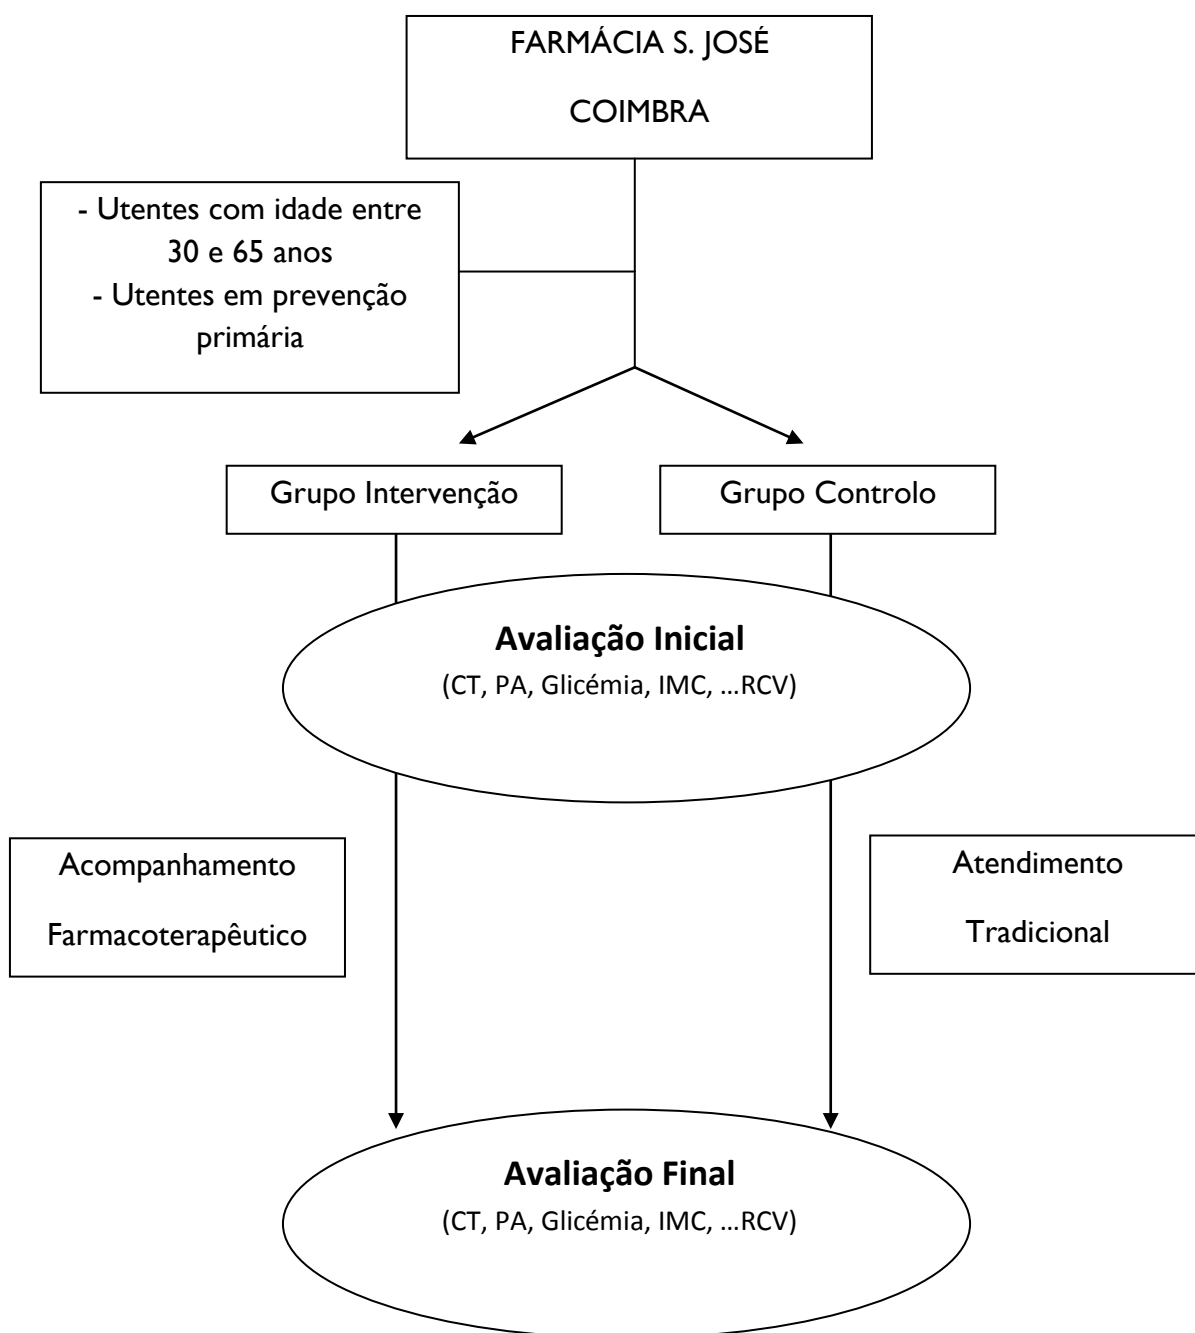 FARMÁCIA S. JOSÉ
COIMBRA
- Utentes com idade entre
30 e 65 anos
- Utentes em prevenção
primária
Grupo Intervenção
Grupo Controlo
Avaliação Inicial
(CT, PA, Glicémia, IMC, ...RCV)
Acompanhamento
Farmacoterapêutico
Atendimento
Tradicional
Avaliação Final
(CT, PA, Glicémia, IMC, ...RCV)